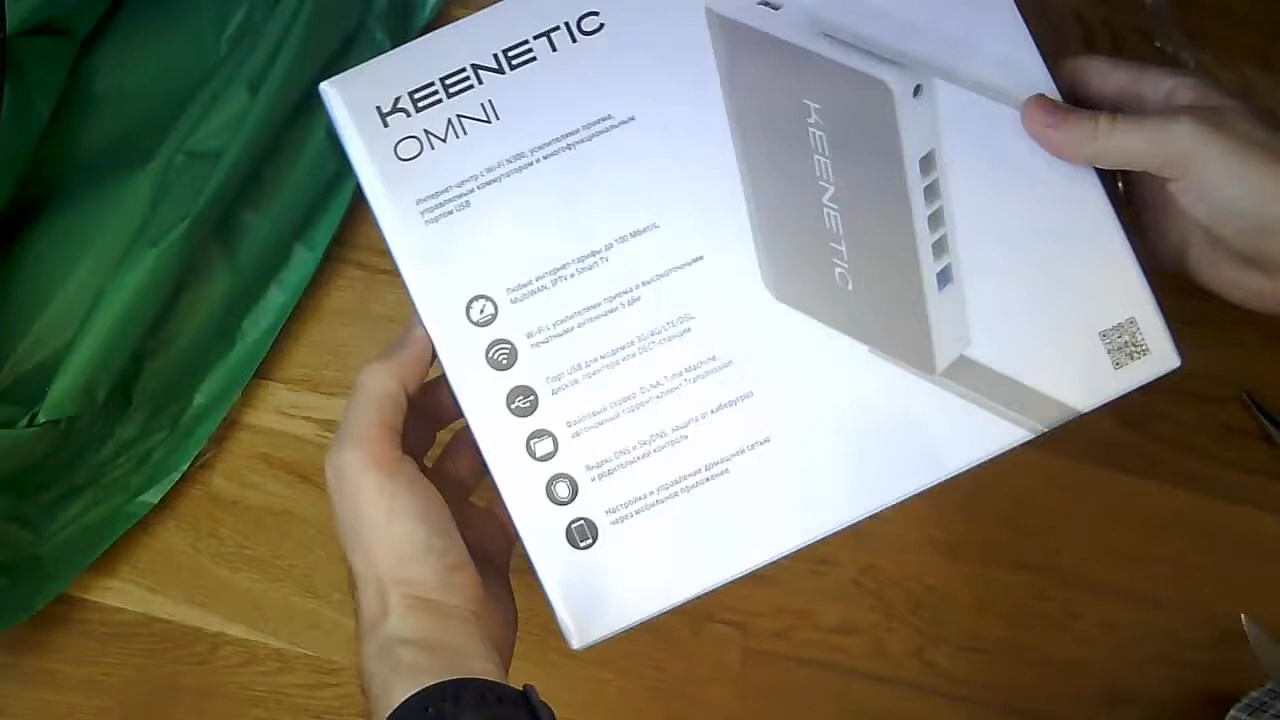 KEENETIC
OMNI
Интернет-центр с Wi-Fi N300, усилителями приема,
управляемым коммутатором и многофункциональным
портом USB
Любые интернет-тарифы до 100 Мбит/с,
MultiWAN, IPTV и Smart TV
Wi-Fi с усилителями приема и высокоточными
печатными антеннами 5 дБи
Порт USB для модемов 3G/4G/LTE/DSL,
дисков, принтера или DECT-станции
Файловый сервер, DLNA, Time Machine,
автономный торрент-клиент Transmission
Яндекс.DNS и SkyDNS, защита от киберугроз
и родительский контроль
Настройка и управление домашней сетью
через мобильное приложение
KEENETIC